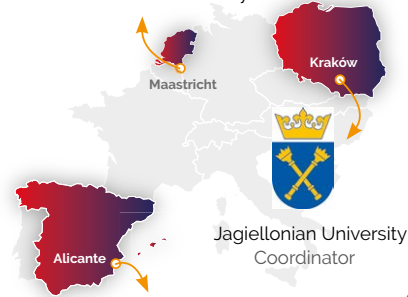 Kraków
Maastricht
Alicante
Jagiellonian University
Coordinator